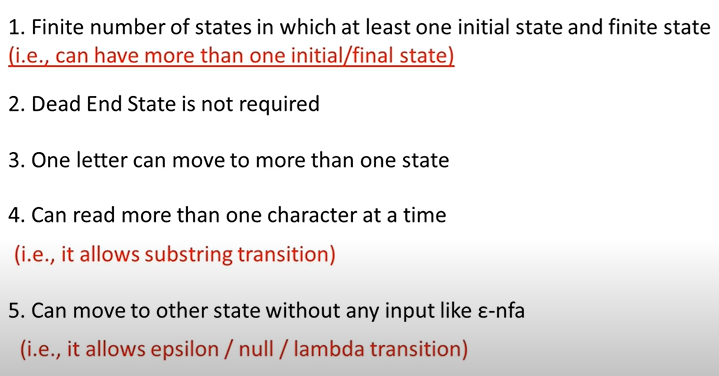 1. Finite number of states in which at least one initial state and finite state
(i.e., can have more than one initial/final state)
2. Dead End State is not required
3. One letter can move to more than one state
4. Can read more than one character at a time
(i.e., it allows substring transition)
5. Can move to other state without any input like ε-nfa
(i.e., it allows epsilon / null / lambda transition)